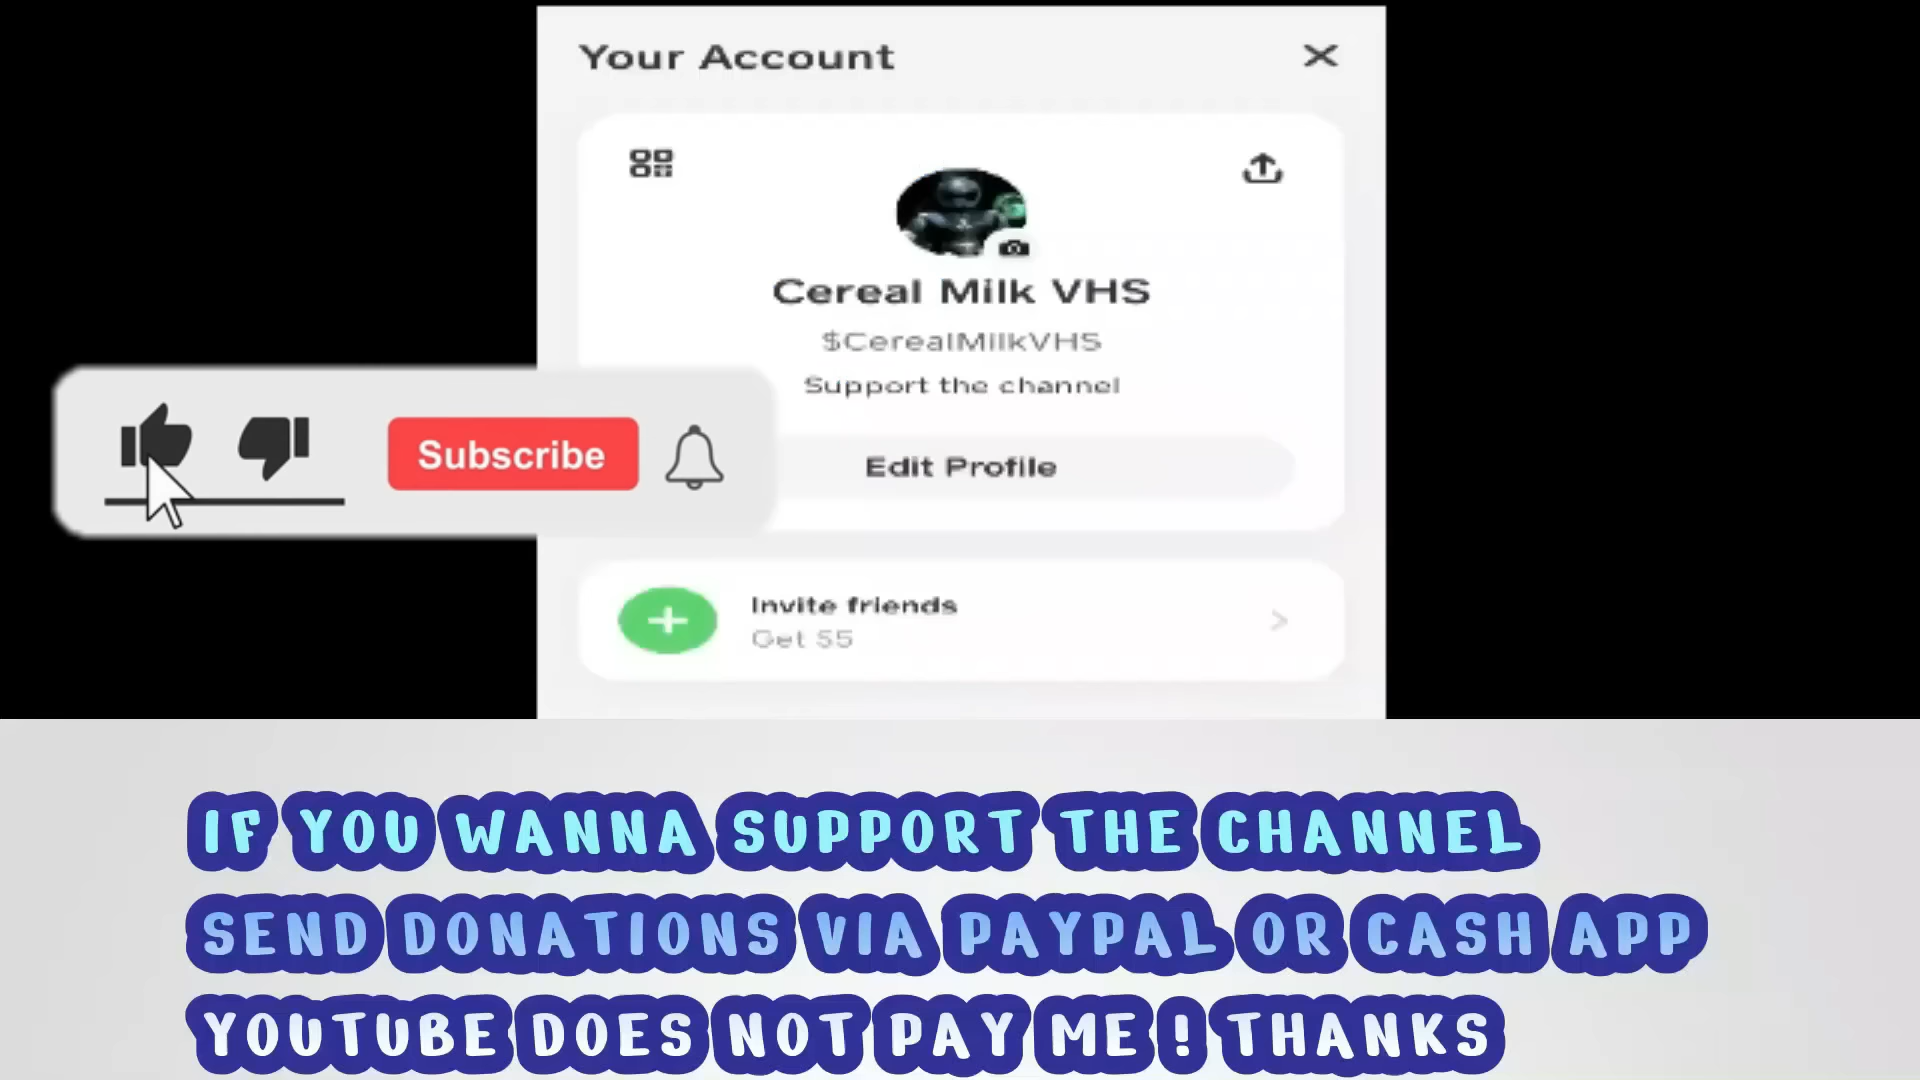 Your Account
Cereal Milk VHS
$CerealMilkVHS
Support the channel
Subscribe
Edit Profile
Invite friends
Get $5
IF YOU WANNA SUPPORT THE CHANNEL
SEND DONATIONS VIA PAYPAL OR CASH APP
YOUTUBE DOES NOT PAY ME! THANKS